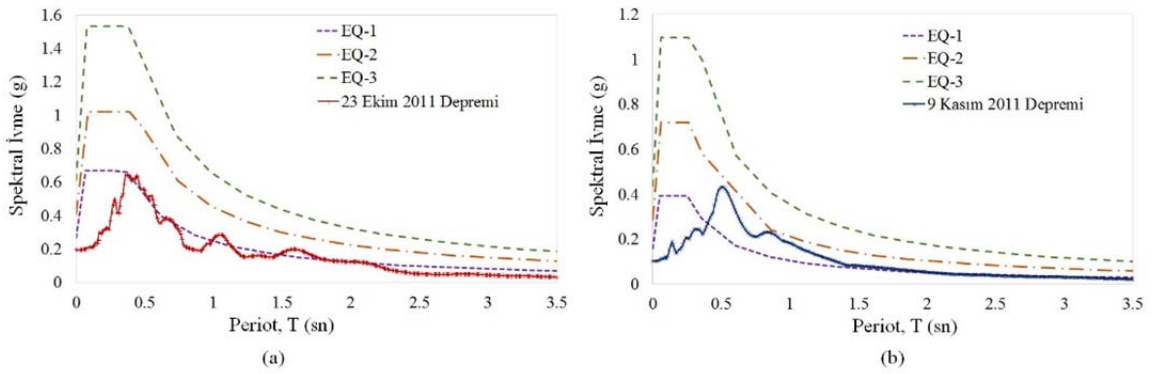 1.6
1.4
1.2
1
0.8
0.6
0.4
0.2
0
Spektral İvme (g)
EQ-1
EQ-2
EQ-3
23 Ekim 2011 Depremi
0 0.5 1 1.5 2 2.5 3 3.5
Periot, T (sn)
(a)
1.2
1
0.8
0.6
0.4
0.2
0
Spektral İvme (g)
EQ-1
EQ-2
EQ-3
9 Kasım 2011 Depremi
0 0.5 1 1.5 2 2.5 3 3.5
Periot, T (sn)
(b)